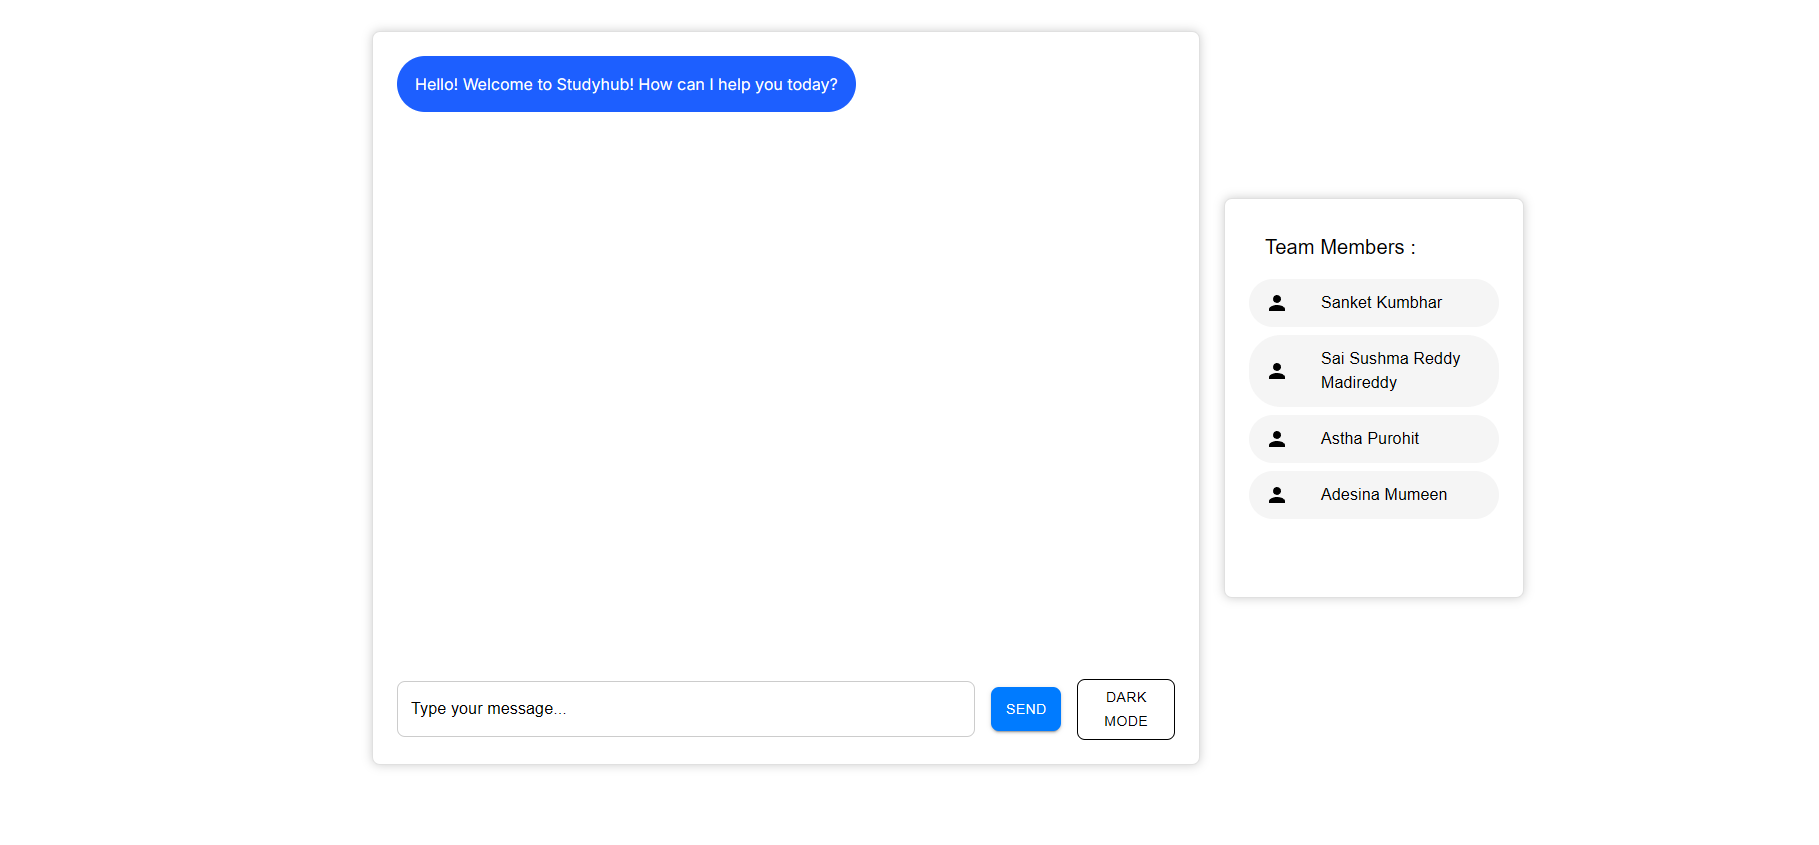 Hello! Welcome to Studyhub! How can I help you today?
Team Members :
Sanket Kumbhar
Sai Sushma Reddy
Madireddy
Astha Purohit
Adesina Mumeen
Type your message...
SEND
DARK
MODE